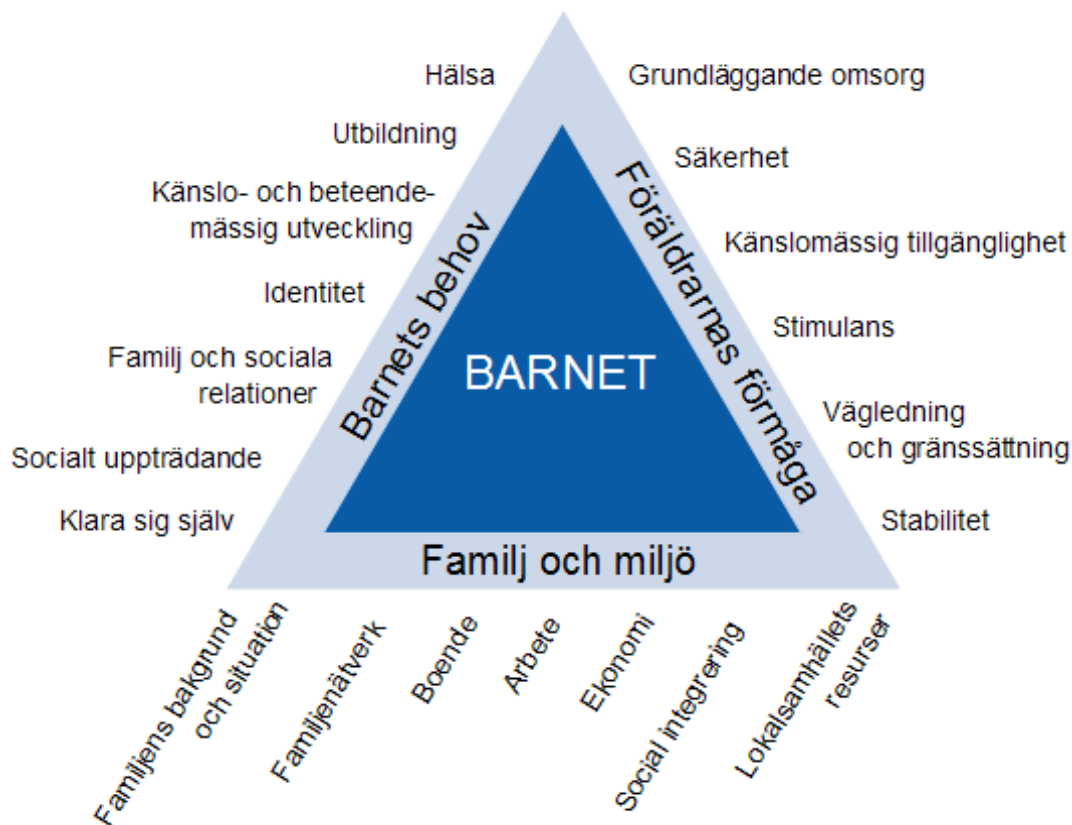 Hälsa
Utbildning
Känslo- och beteende-
mässig utveckling
Identitet
Familj och sociala
relationer
Socialt uppträdande
Klara sig själv
Barnets behov
BARNET
Föräldrarnas förmåga
Grundläggande omsorg
Säkerhet
Känslomässig tillgänglighet
Stimulans
Vägledning
och gränssättning
Stabilitet
Familj och miljö
Familjens bakgrund
och situation
Familjenätverk
Boende
Arbete
Ekonomi
Social integrering
Lokalsamhällets
resurser